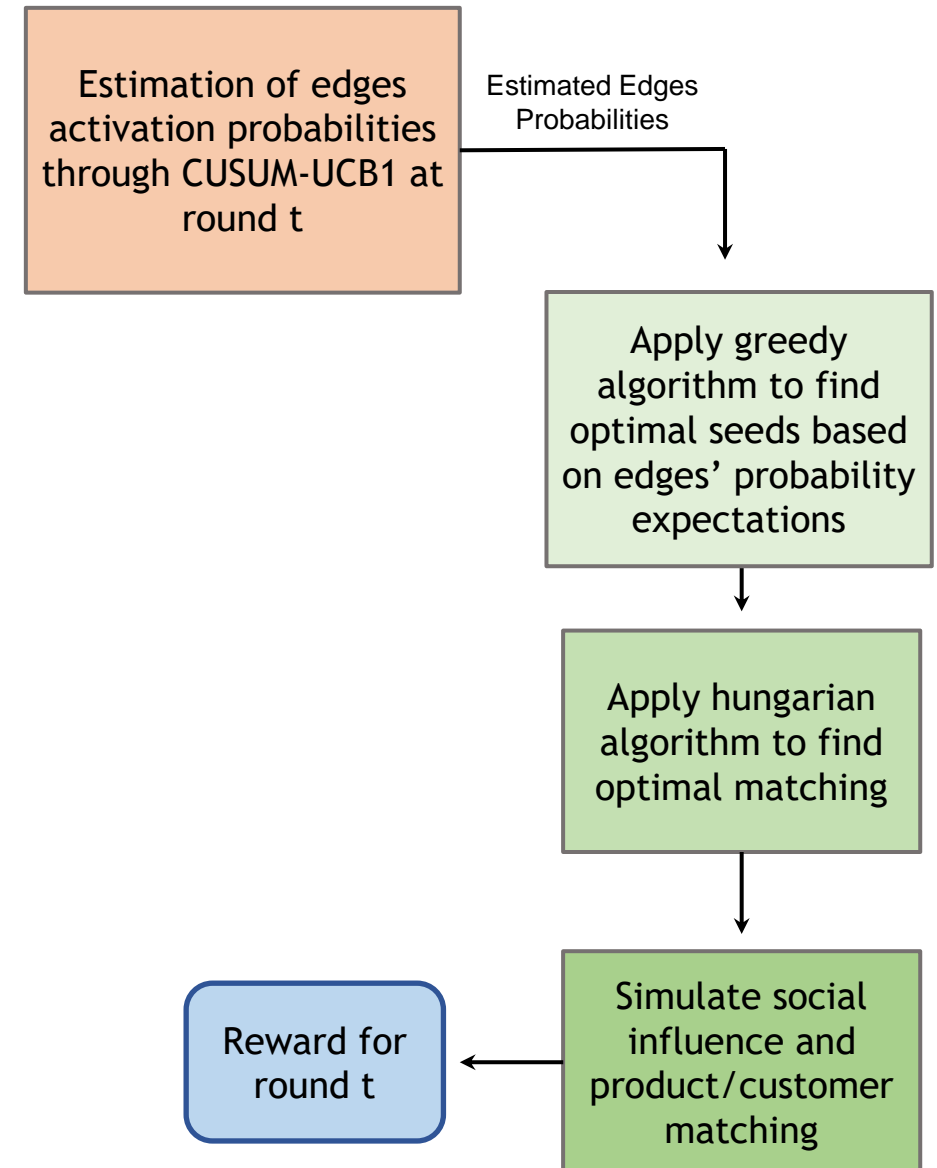 Estimation of edges
activation probabilities
through CUSUM-UCB1 at
round t
Estimated Edges
Probabilities
Apply greedy
algorithm to find
optimal seeds based
on edges’ probability
expectations
Apply hungarian
algorithm to find
optimal matching
Simulate social
influence and
product/customer
matching
Reward for
round t